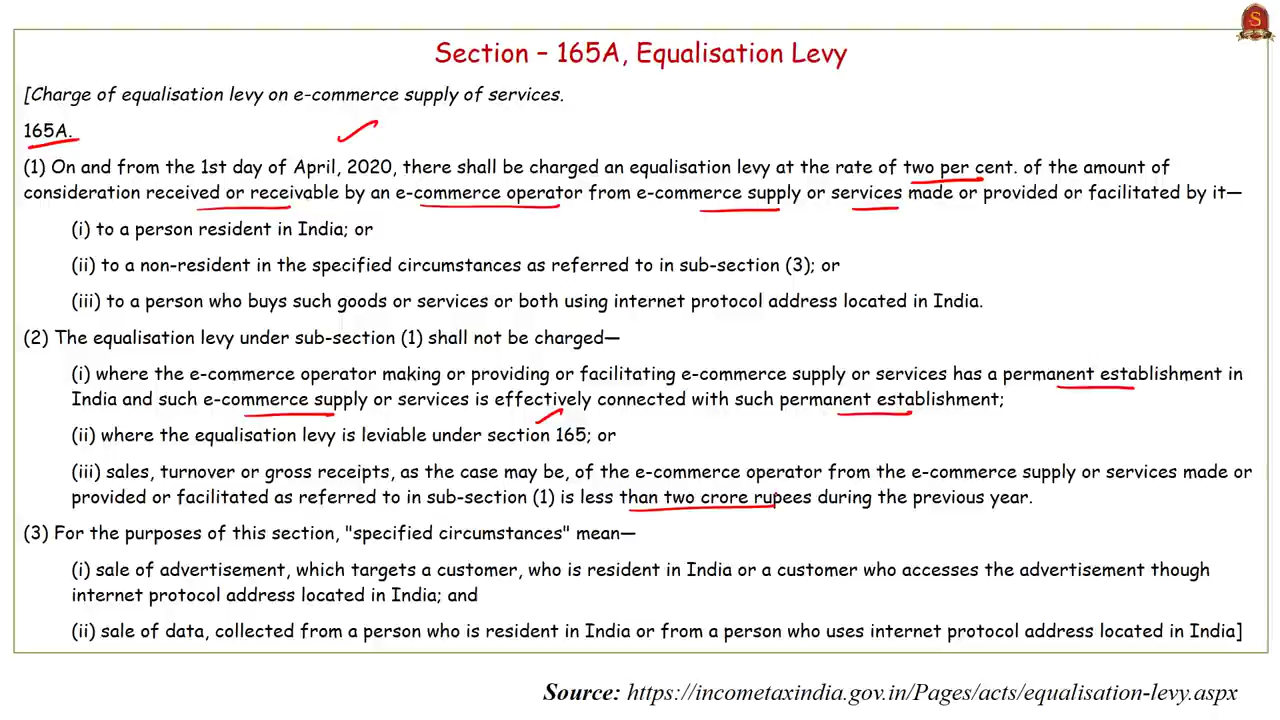 Section – 165A, Equalisation Levy
[Charge of equalisation levy on e-commerce supply of services.
165A.
(1) On and from the 1st day of April, 2020, there shall be charged an equalisation levy at the rate of two per cent. of the amount of
consideration received or receivable by an e-commerce operator from e-commerce supply or services made or provided or facilitated by it—
(i) to a person resident in India; or
(ii) to a non-resident in the specified circumstances as referred to in sub-section (3); or
(iii) to a person who buys such goods or services or both using internet protocol address located in India.
(2) The equalisation levy under sub-section (1) shall not be charged—
(i) where the e-commerce operator making or providing or facilitating e-commerce supply or services has a permanent establishment in
India and such e-commerce supply or services is effectively connected with such permanent establishment;
(ii) where the equalisation levy is leviable under section 165; or
(iii) sales, turnover or gross receipts, as the case may be, of the e-commerce operator from the e-commerce supply or services made or
provided or facilitated as referred to in sub-section (1) is less than two crore rupees during the previous year.
(3) For the purposes of this section, "specified circumstances" mean—
(i) sale of advertisement, which targets a customer, who is resident in India or a customer who accesses the advertisement though
internet protocol address located in India; and
(ii) sale of data, collected from a person who is resident in India or from a person who uses internet protocol address located in India]
Source: https://incometaxindia.gov.in/Pages/acts/equalisation-levy.aspx